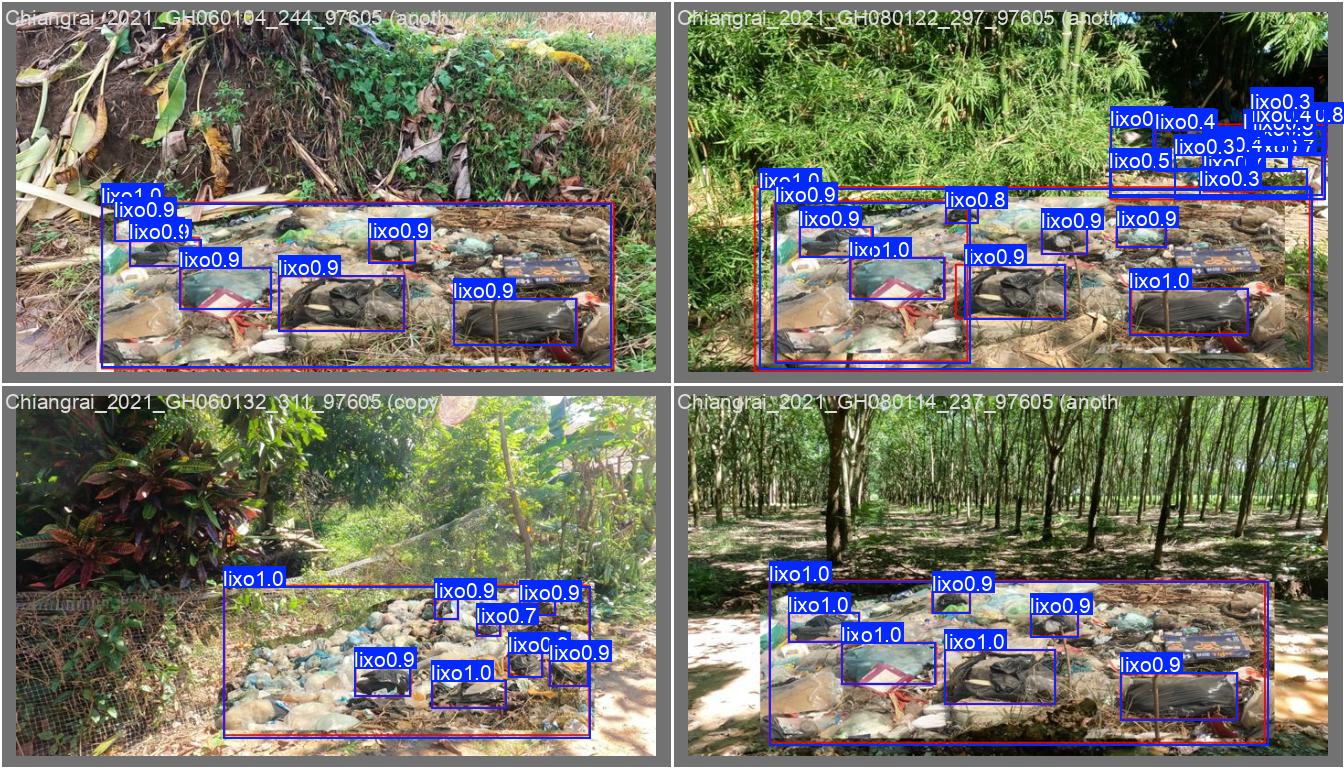 Chiangrai_2021_GH060104_244_97605 (anoth
lixo1.0
lixo0.9
lixo0.9
lixo0.9
lixo0.9
lixo0.9
lixo0.9
Chiangrai_2021_GH080122_297_97605 (anoth
lixo0.3
lixo0.4
0.8
lixo0.3
lixo0.5
lixo0.3
lixo1.0
lixo0.9
lixo0.8
lixo0.9
lixo0.9
lixo0.9
lixo1.0
lixo0.9
lixo1.0
Chiangrai_2021_GH060132_311_97605 (copy)
lixo1.0
lixo0.9
lixo0.9
lixo0.7
lixo0.9
lixo0.9
lixo1.0
Chiangrai_2021_GH080114_237_97605 (anoth
lixo1.0
lixo0.9
lixo1.0
lixo0.9
lixo1.0
lixo1.0
lixo0.9